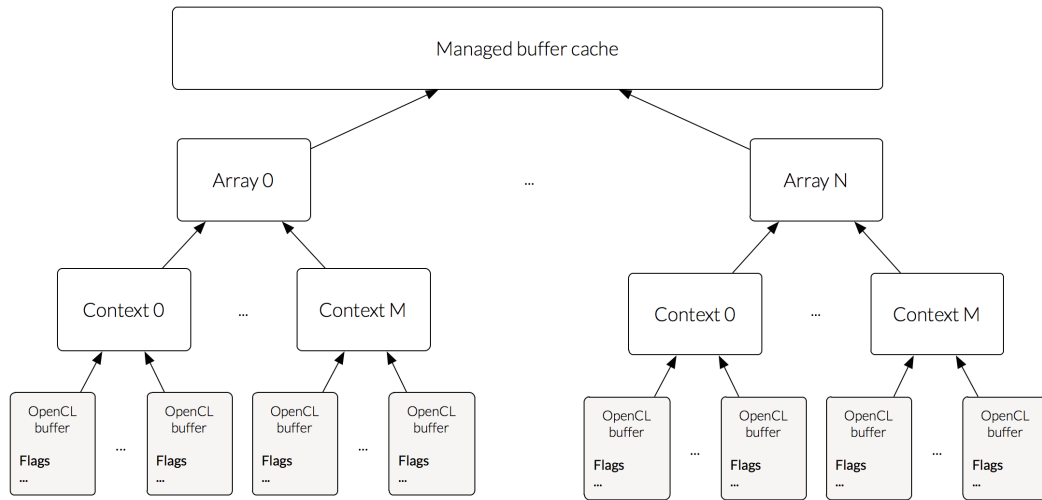 Managed buffer cache
Array 0
...
Array N
Context 0
...
Context M
Context 0
...
Context M
OpenCL
buffer
Flags
...
...
OpenCL
buffer
Flags
...
OpenCL
buffer
Flags
...
...
OpenCL
buffer
Flags
...
OpenCL
buffer
Flags
...
...
OpenCL
buffer
Flags
...
OpenCL
buffer
Flags
...
...
OpenCL
buffer
Flags
...